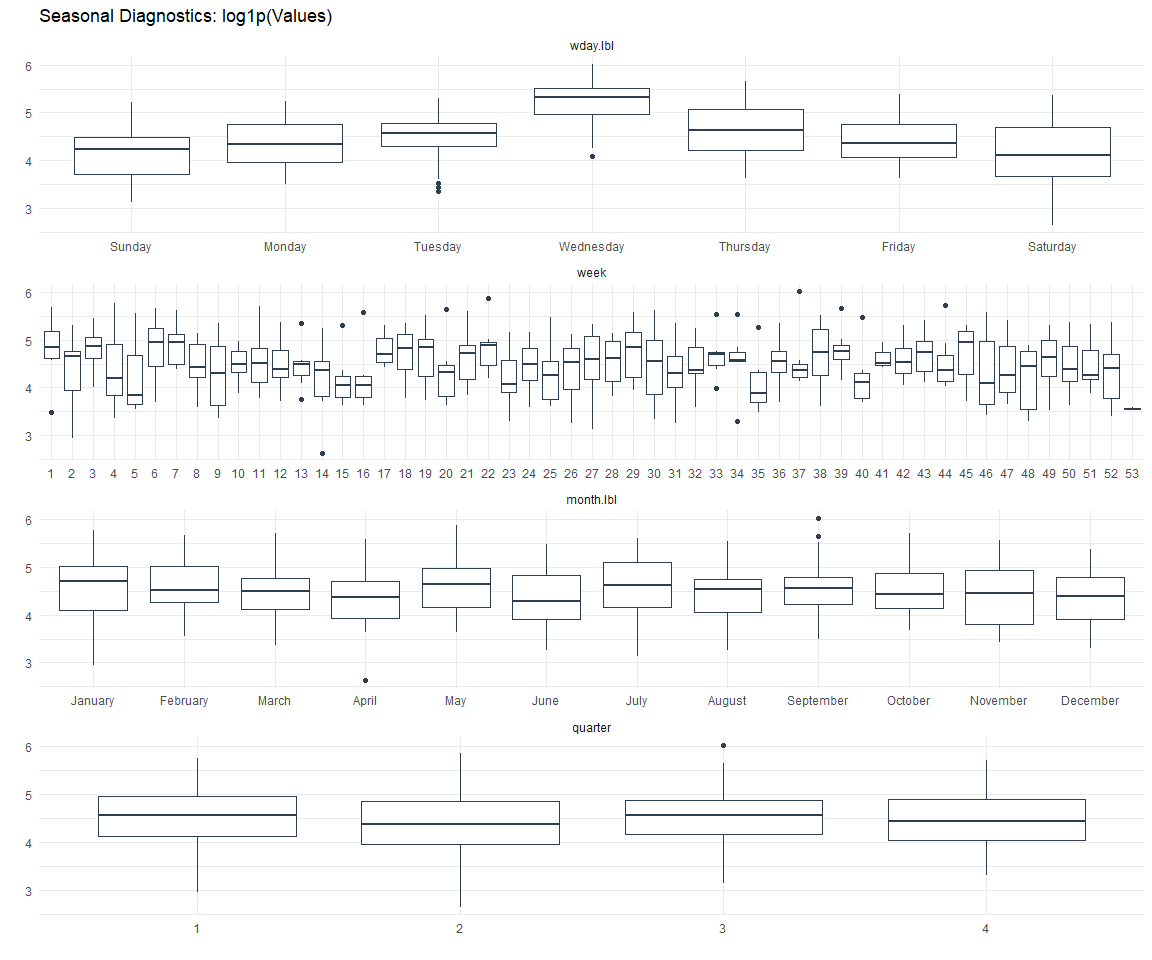 Seasonal Diagnostics: log1p(Values)
wday.lbl
6
5
4
3
Sunday Monday Tuesday Wednesday Thursday Friday Saturday
week
6
5
4
3
1 2 3 4 5 6 7 8 9 10 11 12 13 14 15 16 17 18 19 20 21 22 23 24 25 26 27 28 29 30 31 32 33 34 35 36 37 38 39 40 41 42 43 44 45 46 47 48 49 50 51 52 53
month.lbl
6
5
4
3
January February March April May June July August September October November December
quarter
6
5
4
3
1 2 3 4